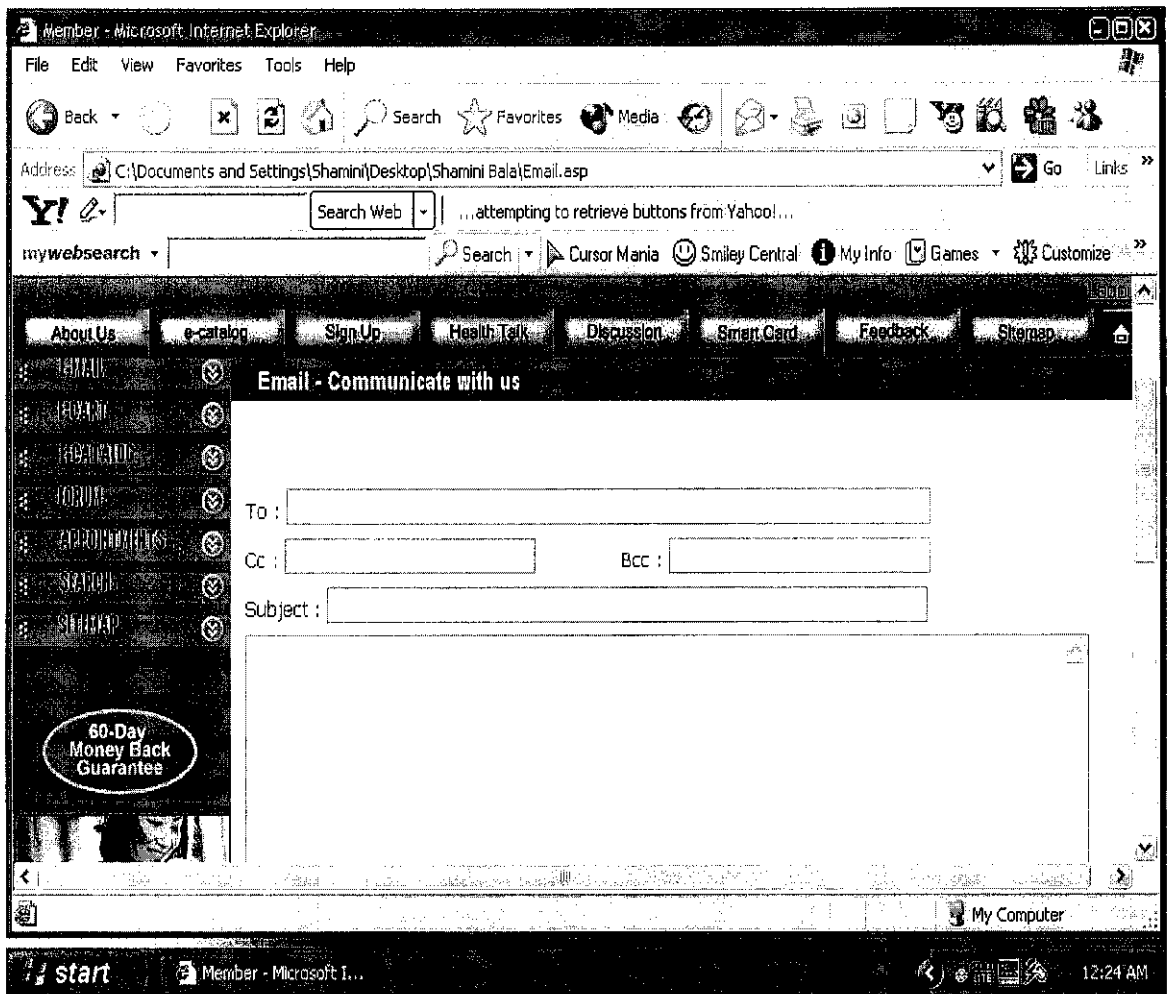 Member - Microsoft Internet Explorer
File Edit View Favorites Tools Help
Back Search Favorites Media
Address C:\Documents and Settings\Shamini\Desktop\Shamini Bala\Email.asp Go Links »
Y! Search Web ...attempting to retrieve buttons from Yahoo!...
mywebsearch Search Cursor Mania Smiley Central My Info Games Customize »
About Us e-catalog Sign Up Health Talk Discussion Smart Card Feedback Sitemap
EMAIL
Email - Communicate with us
E-CATALOG
FORUM
To :
APPOINTMENTS
Cc : Bcc :
SEARCH
Subject :
SITEMAP
60-Day
Money Back
Guarantee
My Computer
start Member - Microsoft I... 12:24 AM